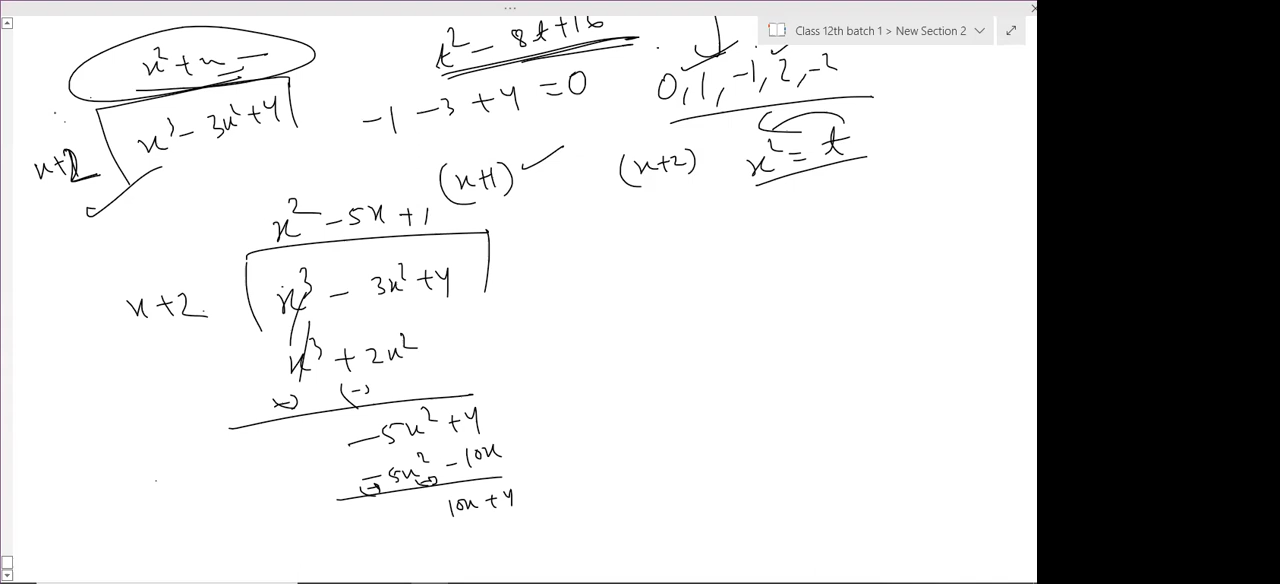 Class 12th batch 1 > New Section 2
x² + x
x³ - 3x² + 4
x+2
t² - 8t + 16
-1 - 3 + 4 = 0
0, 1, -1, 2, -2
(x+1)
(x+2)
x² = t
x² - 5x + 1
x + 2
x³ - 3x² + 4
x³ + 2x²
(-)
-5x² + 4
-5x² - 10x
10x + 4